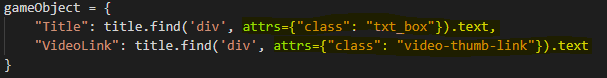 gameObject = {
"Title": title.find('div', attrs={"class": "txt_box"}).text,
"VideoLink": title.find('div', attrs={"class": "video-thumb-link"}).text
}